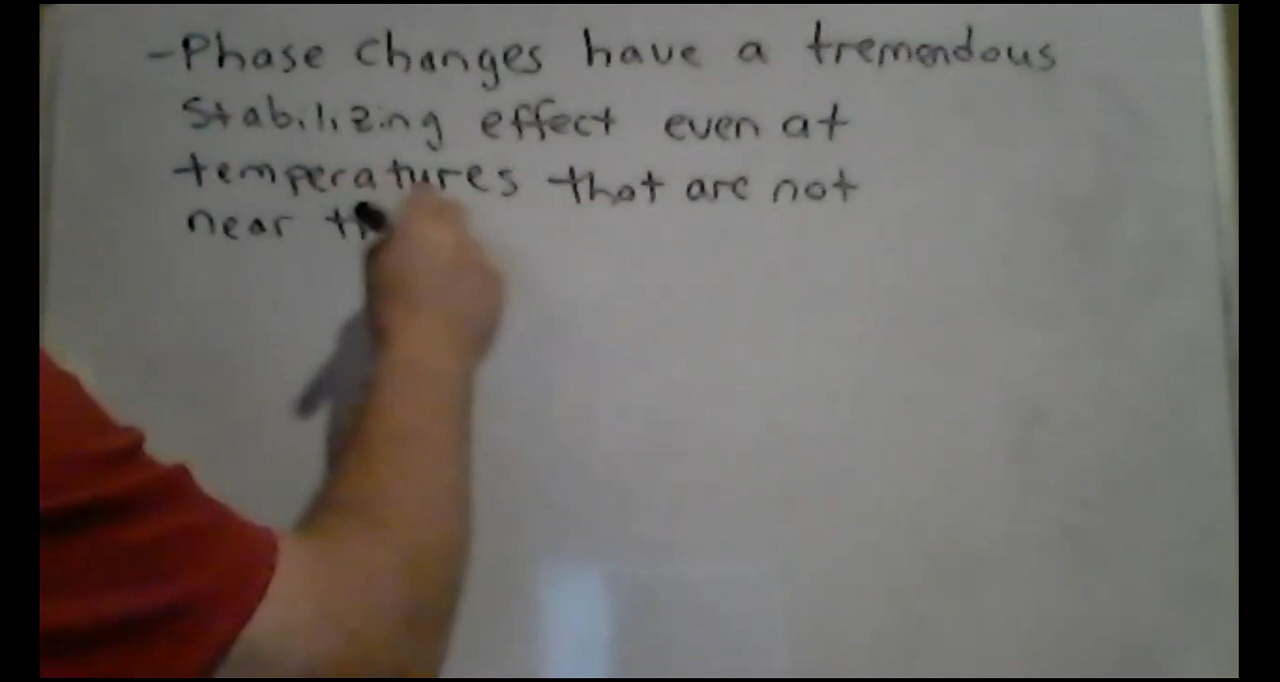 -Phase changes have a tremendous
stabilizing effect even at
temperatures that are not
near